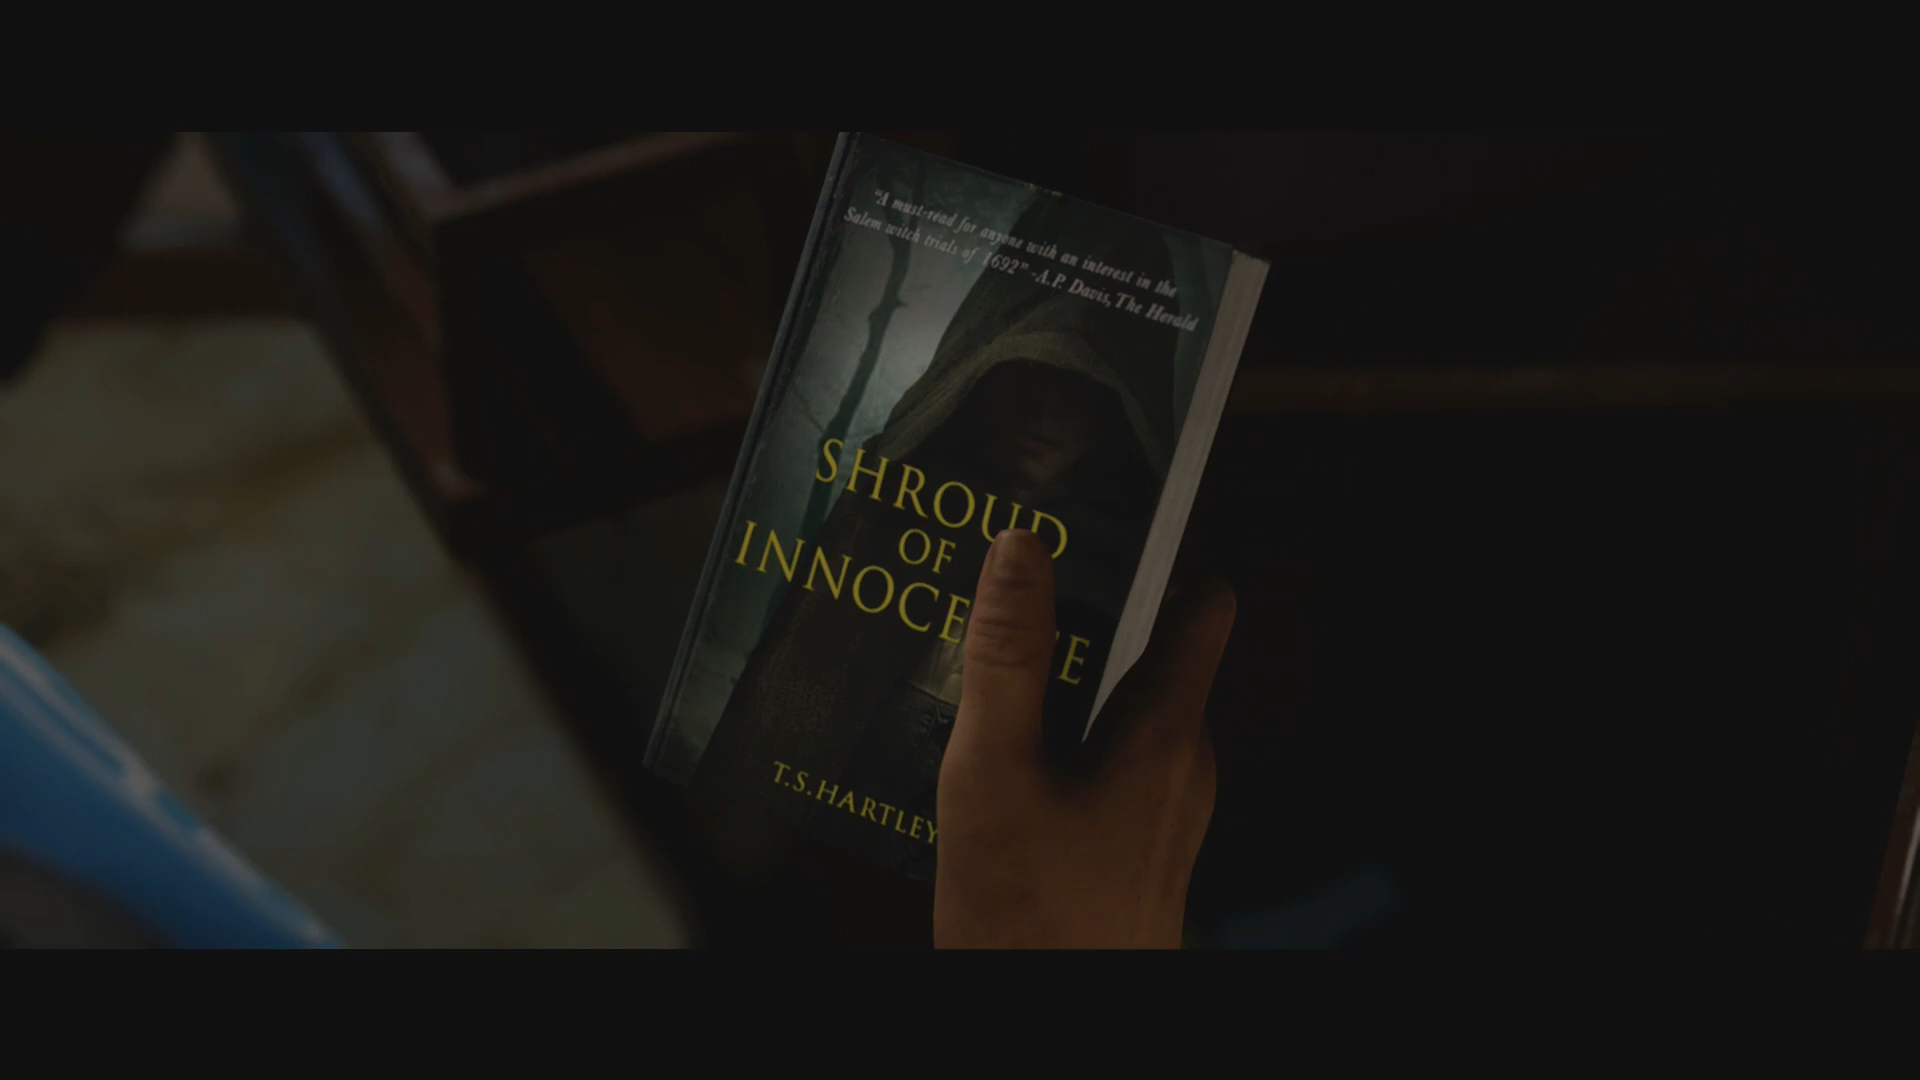 "A must-read for anyone with an interest in the
Salem witch trials of 1692" -A.P. Davis, The Herald
SHROUD
OF
INNOCE   E
T.S.HARTLEY